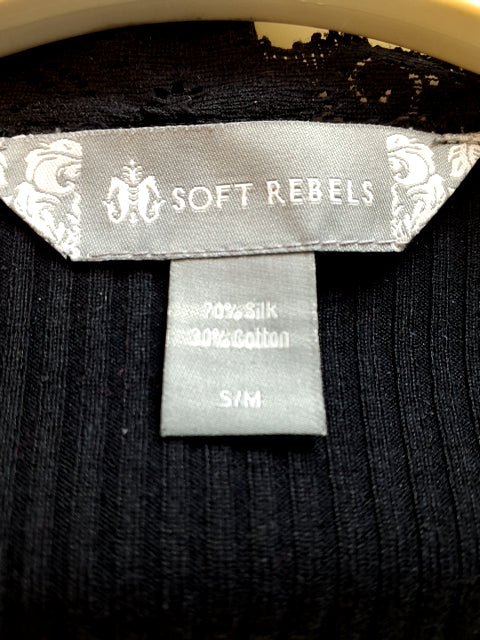 SOFT REBELS
70% Silk
30% Cotton
S/M